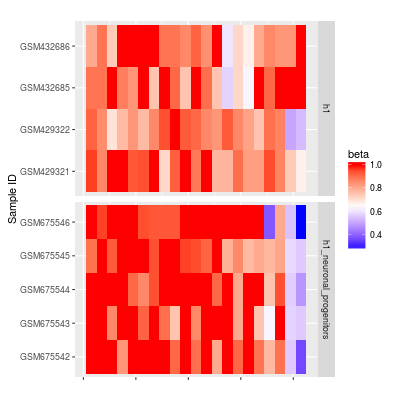 GSM432686
GSM432685
GSM429322
GSM429321
h1
GSM675546
GSM675545
GSM675544
GSM675543
GSM675542
h1_neuronal_progenitors
Sample ID
beta
1.0
0.8
0.6
0.4